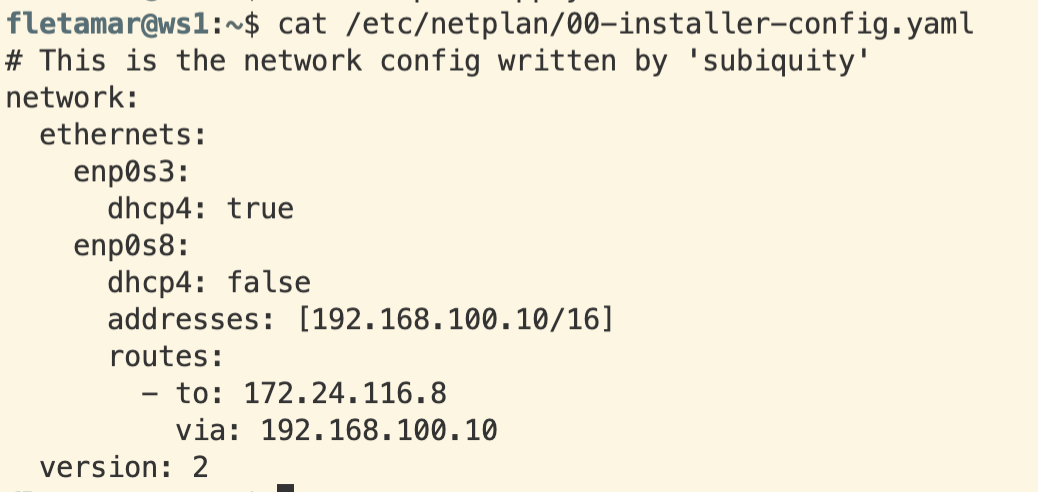 fletamar@ws1:~$ cat /etc/netplan/00-installer-config.yaml
# This is the network config written by 'subiquity'
network:
  ethernets:
    enp0s3:
      dhcp4: true
    enp0s8:
      dhcp4: false
      addresses: [192.168.100.10/16]
      routes:
        - to: 172.24.116.8
          via: 192.168.100.10
  version: 2